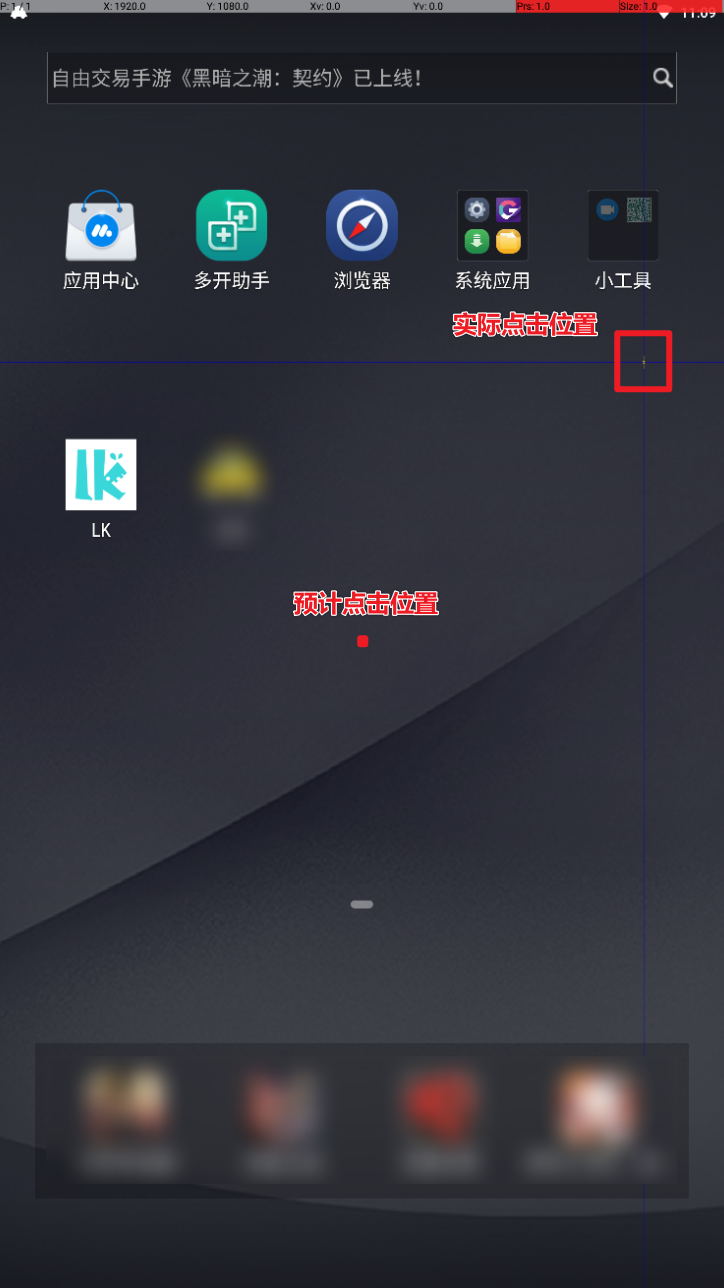 P: 1 / 1 X: 1920.0 Y: 1080.0 Xv: 0.0 Yv: 0.0 Prs: 1.0 Size: 1.0
11:09
自由交易手游《黑暗之潮：契约》已上线！
应用中心 多开助手 浏览器 系统应用 小工具
实际点击位置
LK
预计点击位置